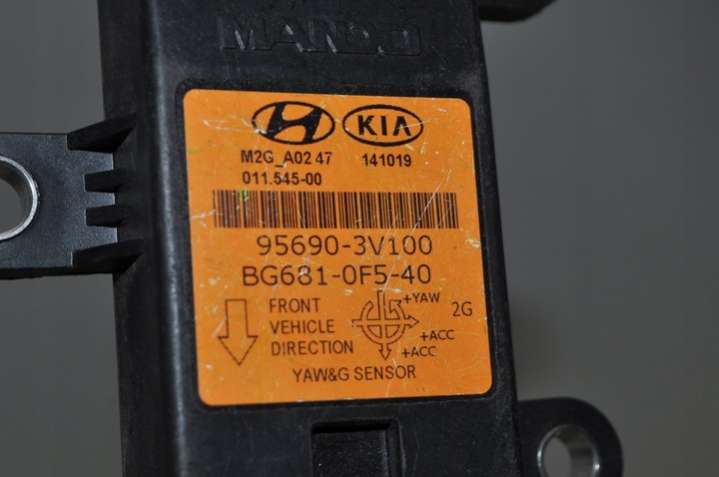 MANDO
KIA
M2G_A02 47 141019
011.545-00
95690-3V100
BG681-0F5-40
FRONT
VEHICLE
DIRECTION
+YAW
2G
+ACC
+ACC
YAW&G SENSOR